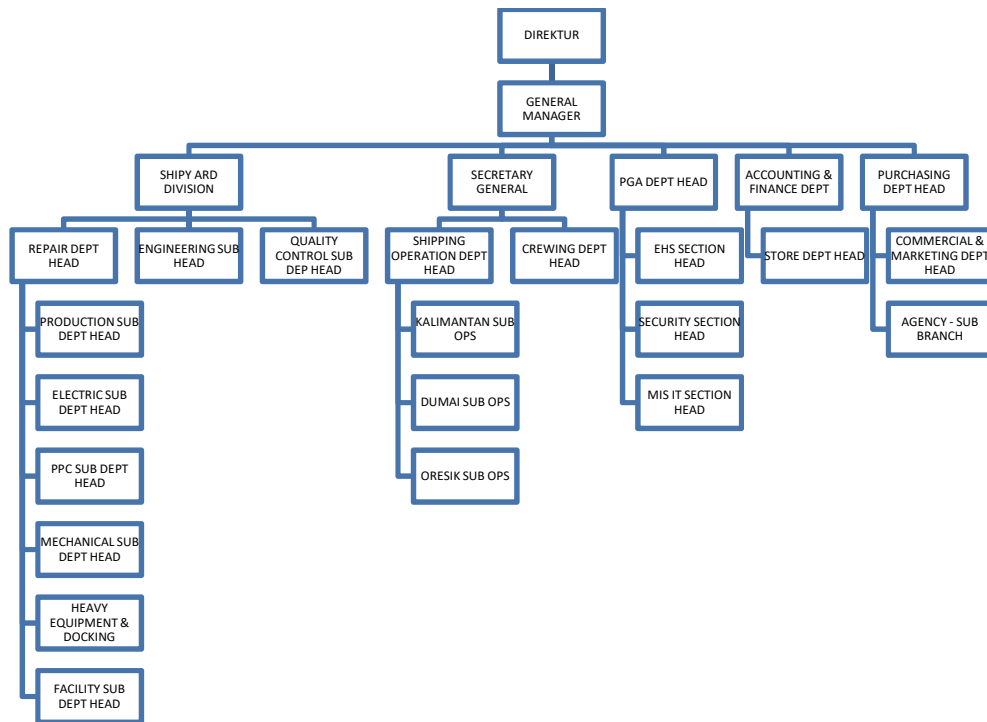 DIREKTUR
GENERAL
MANAGER
SHIPY ARD
DIVISION
SECRETARY
GENERAL
PGA DEPT HEAD
ACCOUNTING &
FINANCE DEPT
PURCHASING
DEPT HEAD
REPAIR DEPT
HEAD
ENGINEERING SUB
HEAD
QUALITY
CONTROL SUB
DEP HEAD
SHIPPING
OPERATION DEPT
HEAD
CREWING DEPT
HEAD
EHS SECTION
HEAD
STORE DEPT HEAD
COMMERCIAL &
MARKETING DEPT
HEAD
PRODUCTION SUB
DEPT HEAD
KALIMANTAN SUB
OPS
SECURITY SECTION
HEAD
AGENCY - SUB
BRANCH
ELECTRIC SUB
DEPT HEAD
DUMAI SUB OPS
MIS IT SECTION
HEAD
PPC SUB DEPT
HEAD
ORESIK SUB OPS
MECHANICAL SUB
DEPT HEAD
HEAVY
EQUIPMENT &
DOCKING
FACILITY SUB
DEPT HEAD